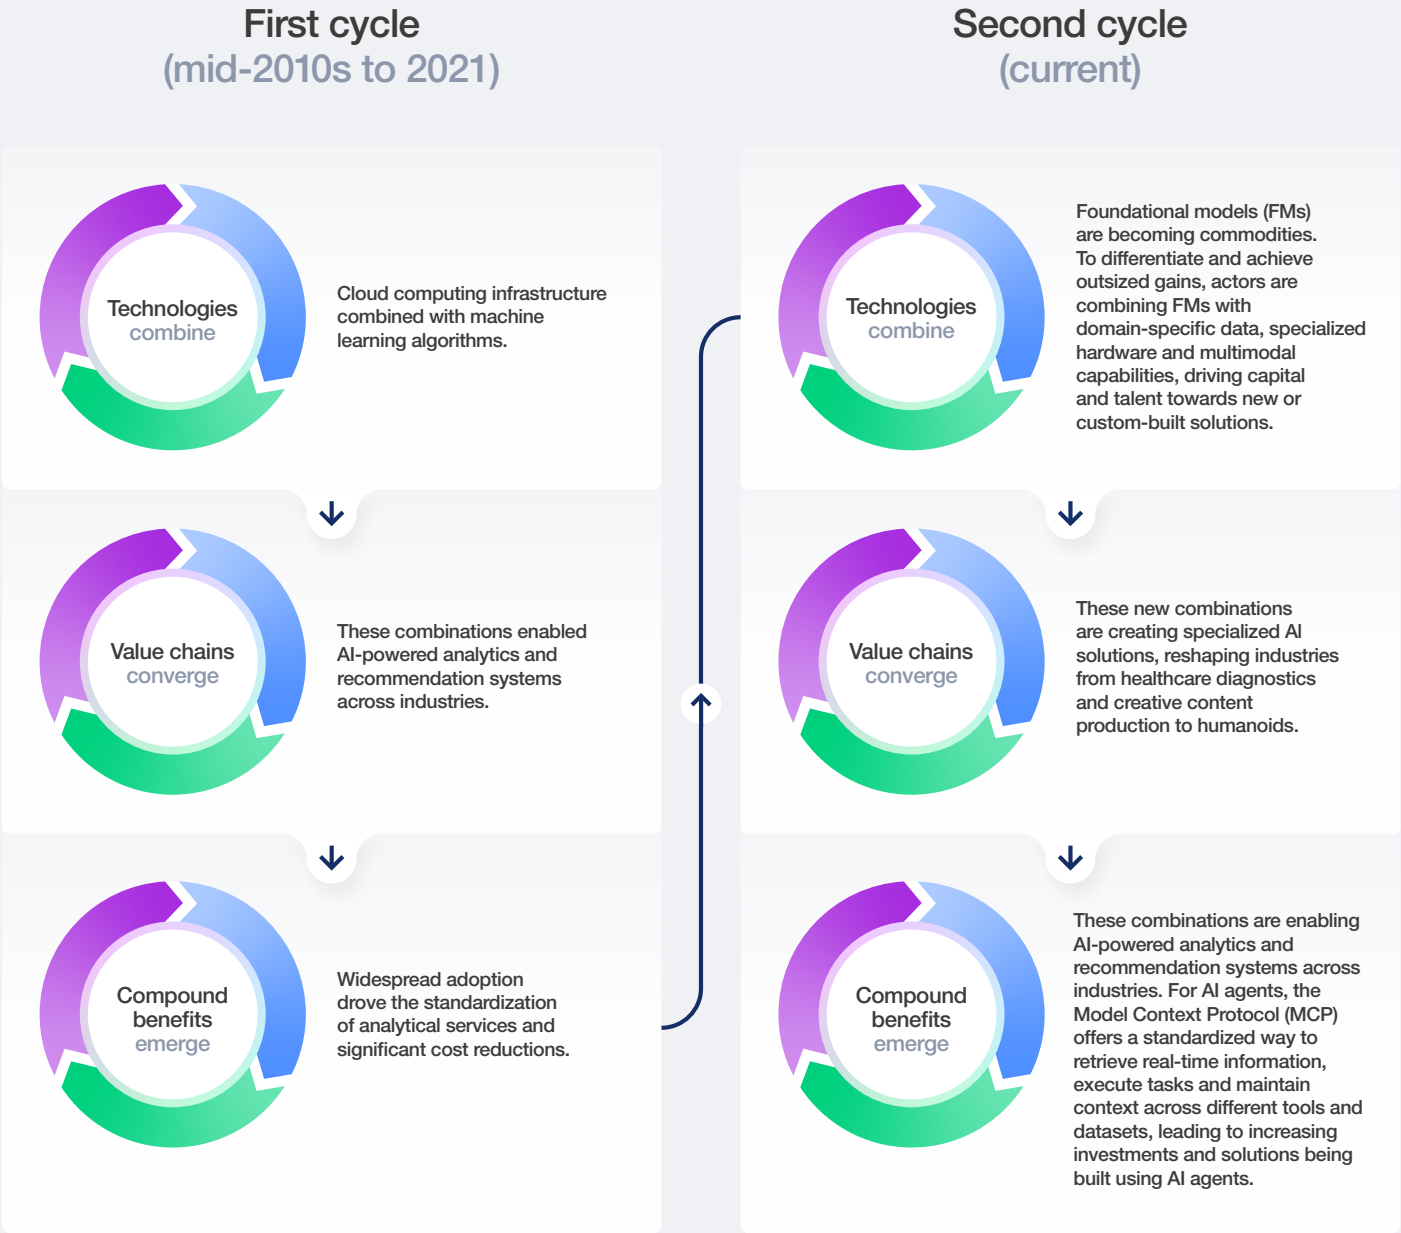 First cycle
(mid-2010s to 2021)
Technologies
combine
Cloud computing infrastructure
combined with machine
learning algorithms.
Value chains
converge
These combinations enabled
AI-powered analytics and
recommendation systems
across industries.
Compound
benefits
emerge
Widespread adoption
drove the standardization
of analytical services and
significant cost reductions.
Second cycle
(current)
Technologies
combine
Foundational models (FMs)
are becoming commodities.
To differentiate and achieve
outsized gains, actors are
combining FMs with
domain-specific data, specialized
hardware and multimodal
capabilities, driving capital
and talent towards new or
custom-built solutions.
Value chains
converge
These new combinations
are creating specialized AI
solutions, reshaping industries
from healthcare diagnostics
and creative content
production to humanoids.
Compound
benefits
emerge
These combinations are enabling
AI-powered analytics and
recommendation systems across
industries. For AI agents, the
Model Context Protocol (MCP)
offers a standardized way to
retrieve real-time information,
execute tasks and maintain
context across different tools and
datasets, leading to increasing
investments and solutions being
built using AI agents.